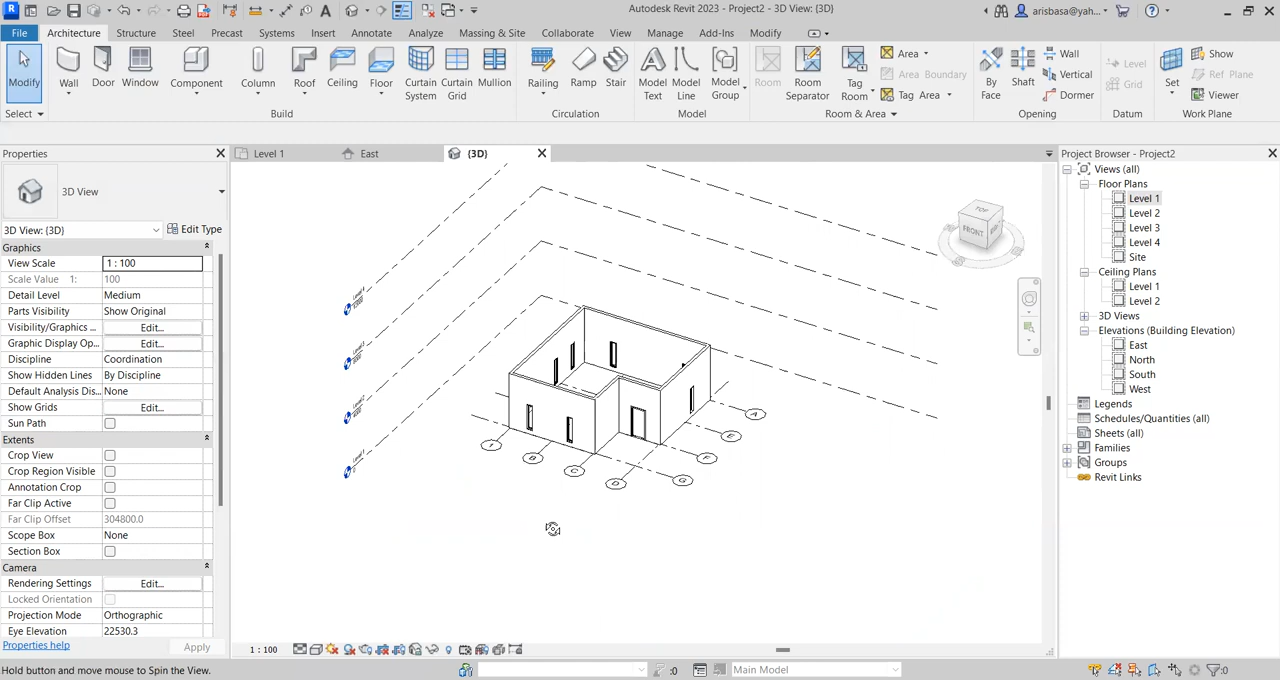 Autodesk Revit 2023 - Project2 - 3D View: {3D}
arisbasa@yah...
File Architecture Structure Steel Precast Systems Insert Annotate Analyze Massing & Site Collaborate View Manage Add-Ins Modify
Modify Wall Door Window Component Column Roof Ceiling Floor Curtain System Curtain Grid Mullion Railing Ramp Stair Model Text Model Line Model Group Room Room Separator Tag Room By Face Shaft Set
Area
Area Boundary
Tag Area
Wall
Vertical
Dormer
Level
Grid
Show
Ref Plane
Viewer
Select Build Circulation Model Room & Area Opening Datum Work Plane
Properties
3D View
3D View: {3D} Edit Type
Graphics
View Scale 1 : 100
Scale Value 1: 100
Detail Level Medium
Parts Visibility Show Original
Visibility/Graphics ... Edit...
Graphic Display Op... Edit...
Discipline Coordination
Show Hidden Lines By Discipline
Default Analysis Dis... None
Show Grids Edit...
Sun Path
Extents
Crop View
Crop Region Visible
Annotation Crop
Far Clip Active
Far Clip Offset 304800.0
Scope Box None
Section Box
Camera
Rendering Settings Edit...
Locked Orientation
Projection Mode Orthographic
Eye Elevation 22530.3
Properties help Apply
Level 1 East {3D}
TOP
FRONT
1
B
C
D
G
F
E
A
1 : 100
Project Browser - Project2
Views (all)
Floor Plans
Level 1
Level 2
Level 3
Level 4
Site
Ceiling Plans
Level 1
Level 2
3D Views
Elevations (Building Elevation)
East
North
South
West
Legends
Schedules/Quantities (all)
Sheets (all)
Families
Groups
Revit Links
Hold button and move mouse to Spin the View.
:0
Main Model
:0